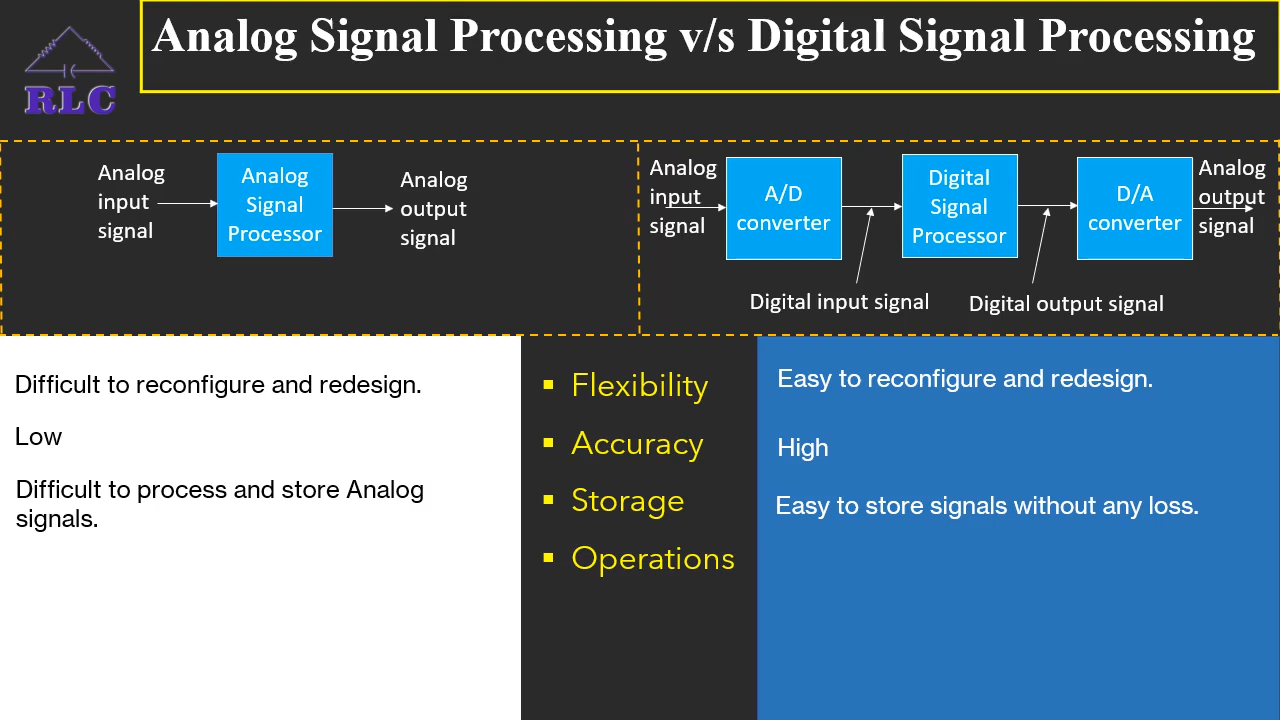 Analog Signal Processing v/s Digital Signal Processing
RLC
Analog
input
signal
Analog
Signal
Processor
Analog
output
signal
Analog
input
signal
A/D
converter
Digital
Signal
Processor
D/A
converter
Analog
output
signal
Digital input signal
Digital output signal
Difficult to reconfigure and redesign.
Low
Difficult to process and store Analog
signals.
▪ Flexibility
▪ Accuracy
▪ Storage
▪ Operations
Easy to reconfigure and redesign.
High
Easy to store signals without any loss.